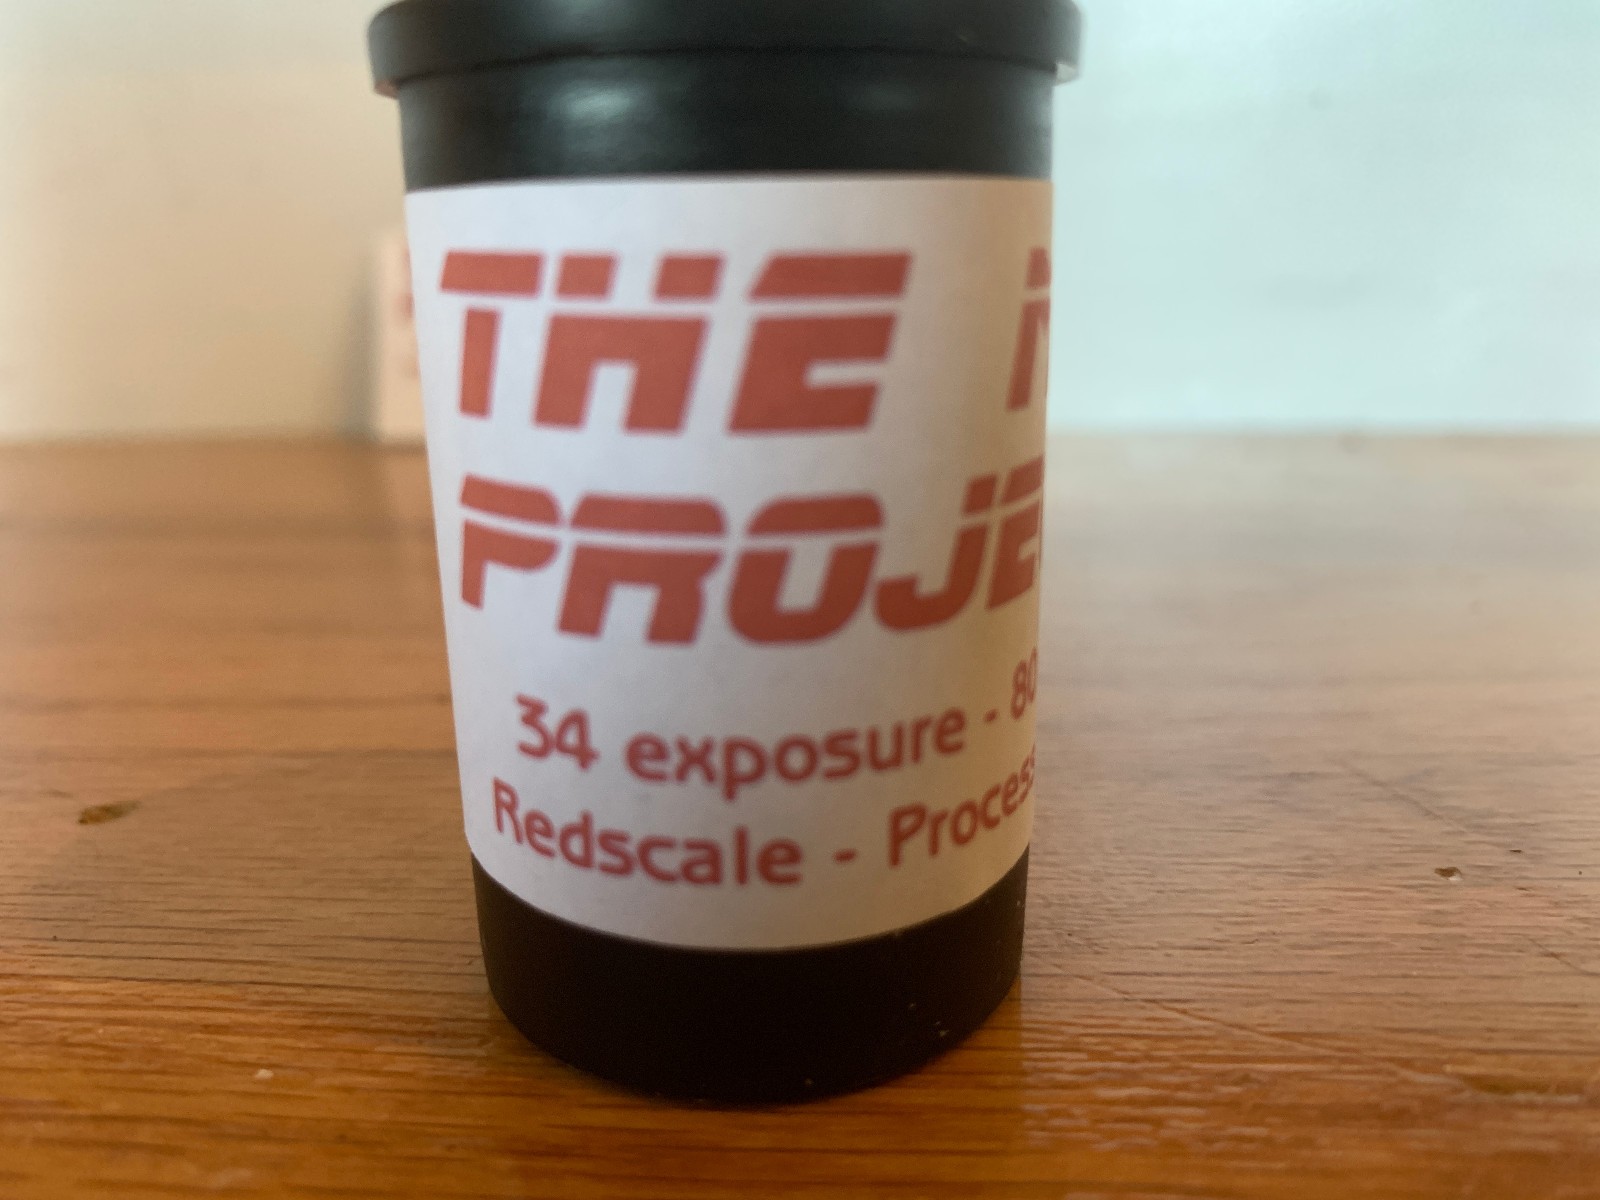 THE
PROJE
34 exposure - 80
Redscale - Process